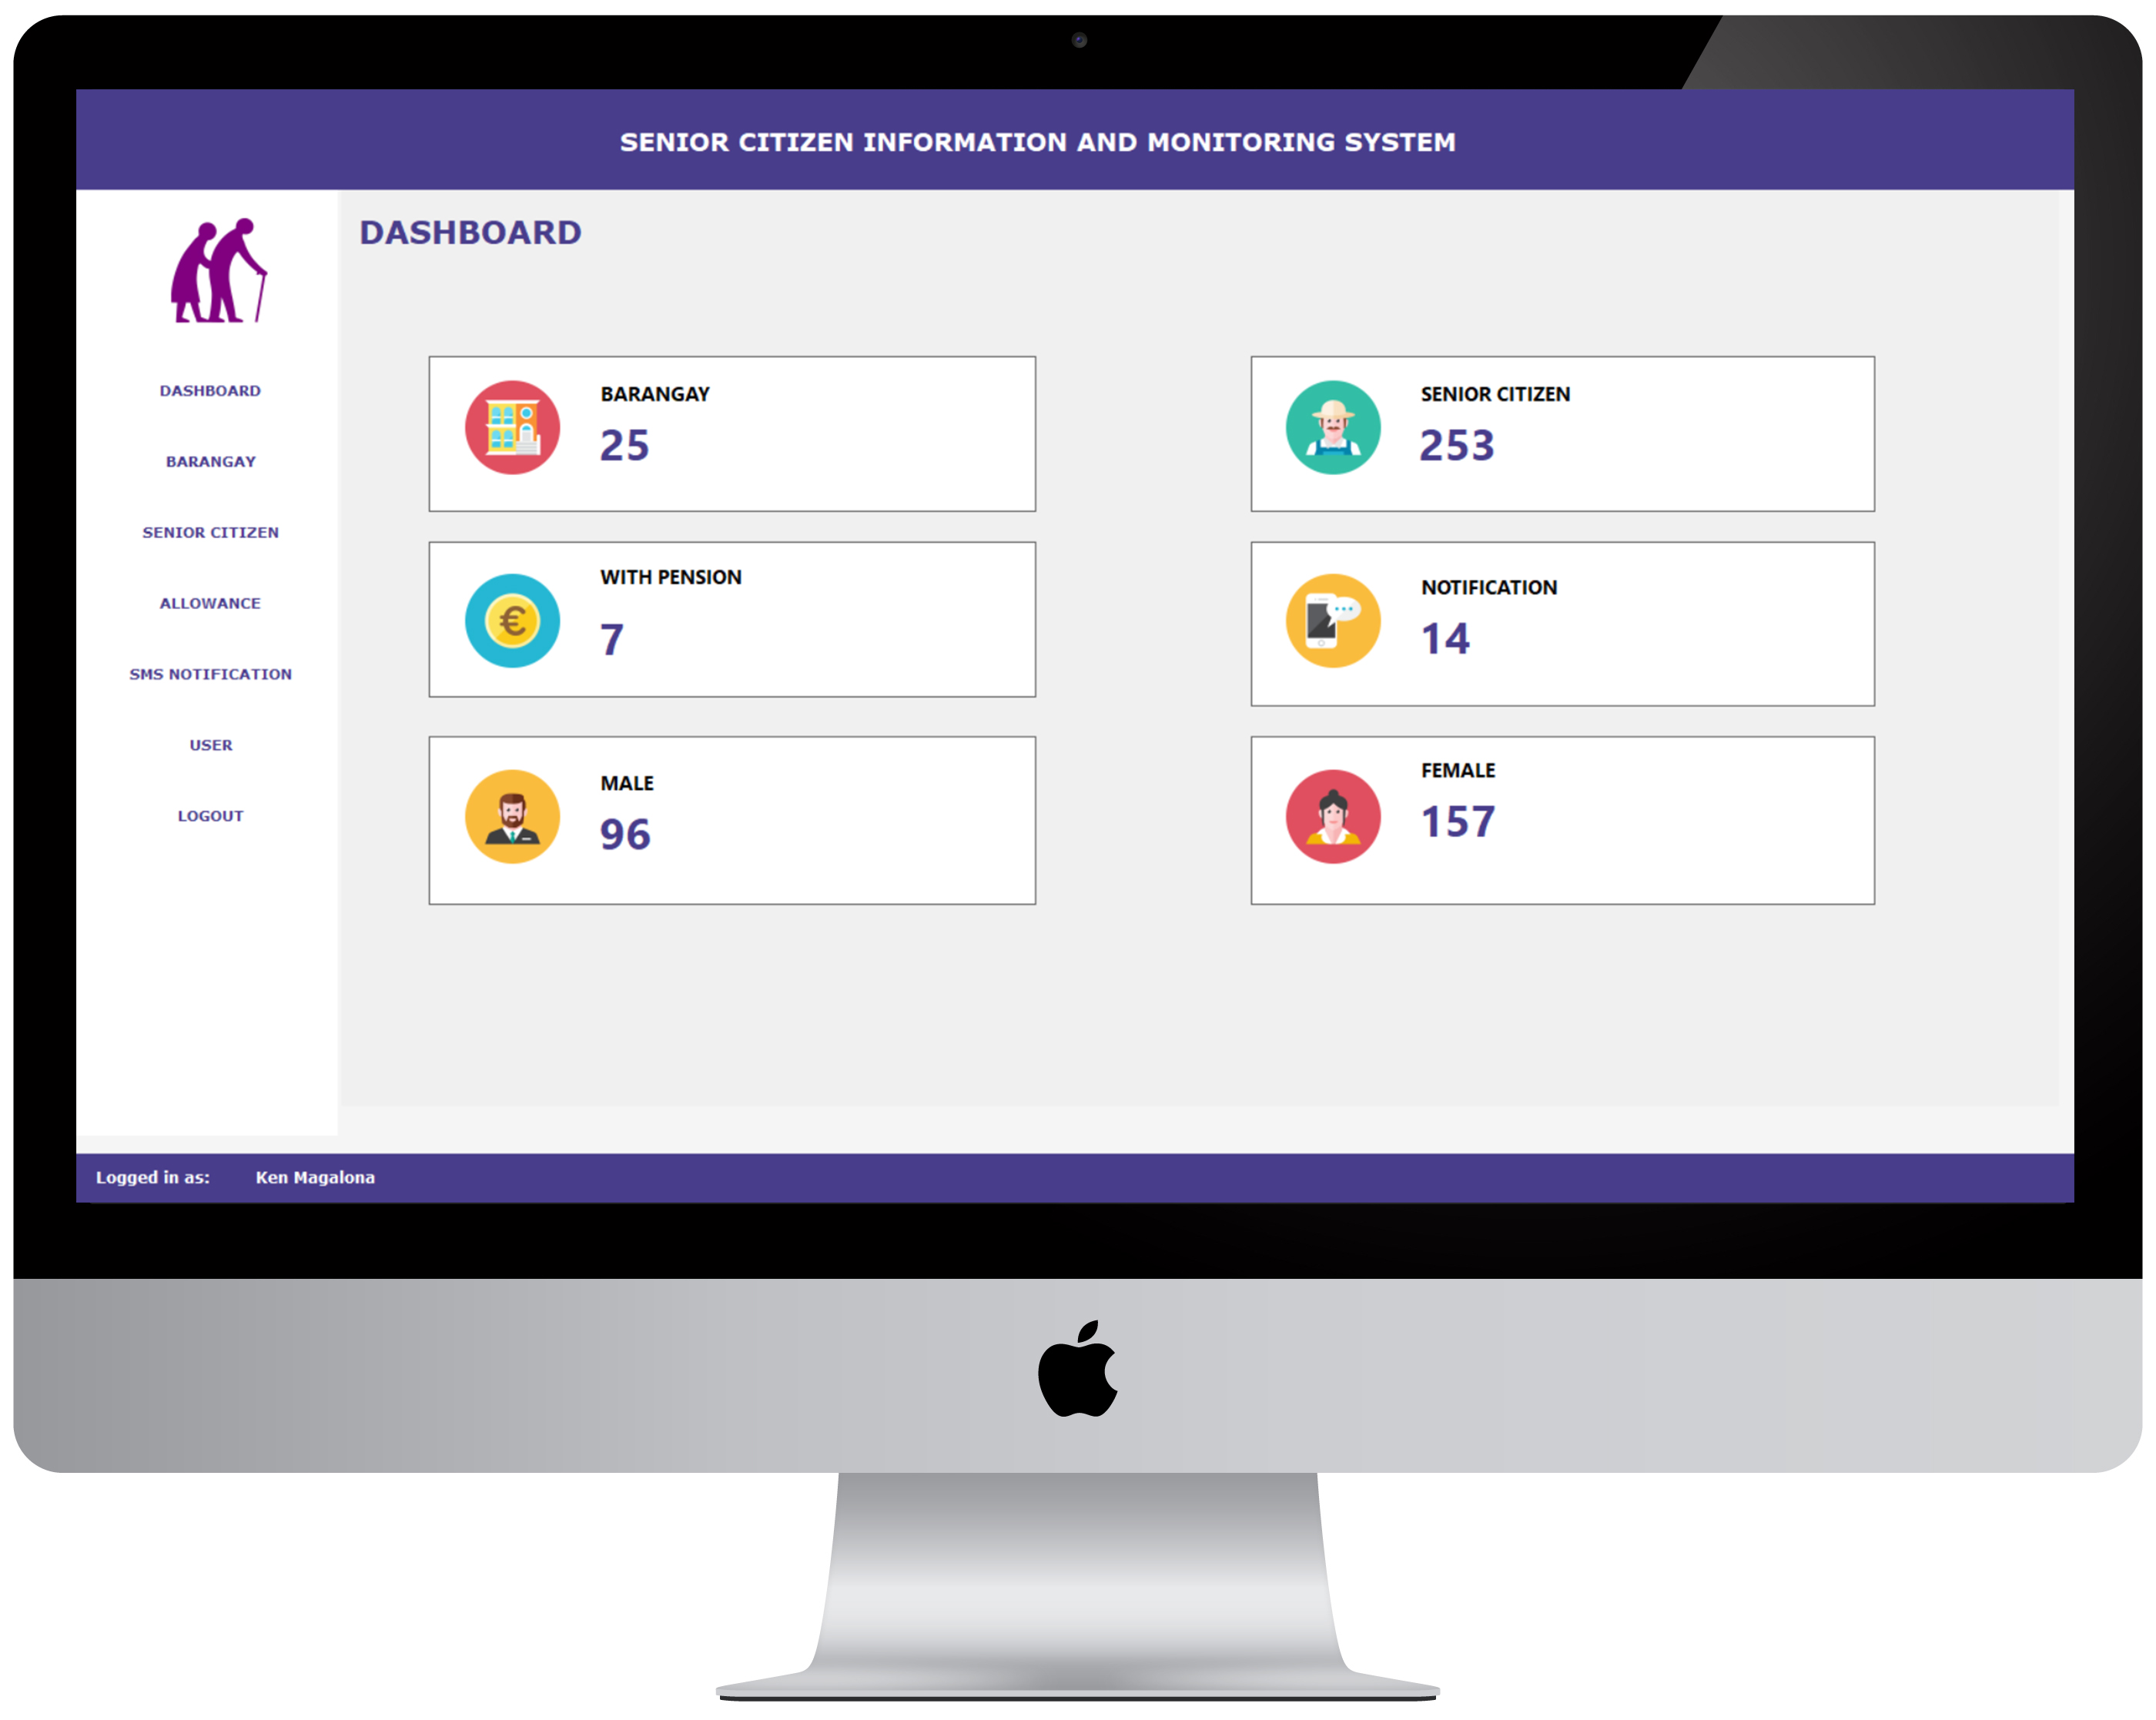 SENIOR CITIZEN INFORMATION AND MONITORING SYSTEM
DASHBOARD
DASHBOARD
BARANGAY
SENIOR CITIZEN
ALLOWANCE
SMS NOTIFICATION
USER
LOGOUT
BARANGAY
25
SENIOR CITIZEN
253
WITH PENSION
7
NOTIFICATION
14
MALE
96
FEMALE
157
Logged in as: Ken Magalona